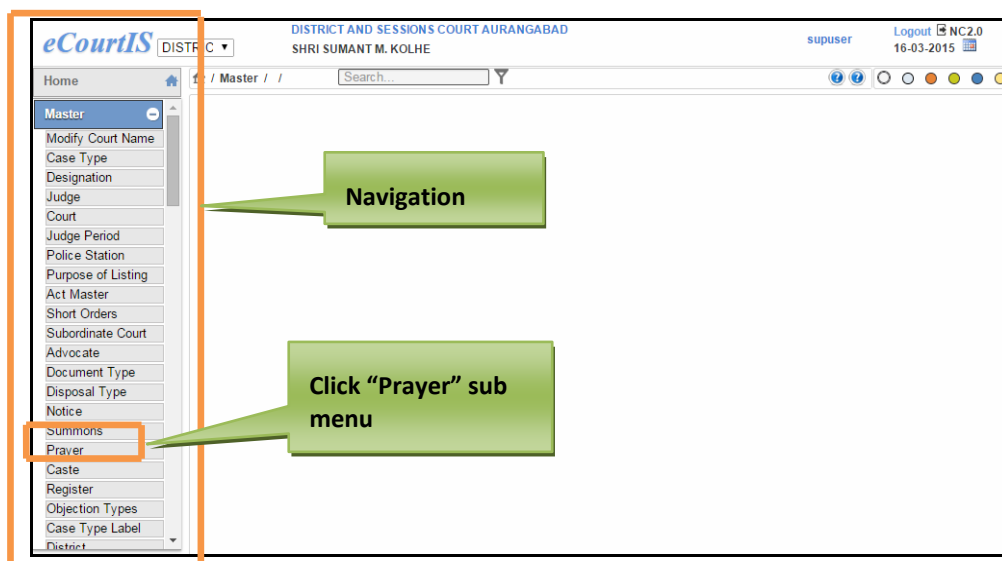 eCourtIS DISTRIC
DISTRICT AND SESSIONS COURT AURANGABAD
SHRI SUMANT M. KOLHE
supuser
Logout NC2.0
16-03-2015
Home
/ Master / /
Search...
Master
Modify Court Name
Case Type
Designation
Judge
Court
Judge Period
Police Station
Purpose of Listing
Act Master
Short Orders
Subordinate Court
Advocate
Document Type
Disposal Type
Notice
Summons
Prayer
Caste
Register
Objection Types
Case Type Label
District
Navigation
Click “Prayer” sub
menu